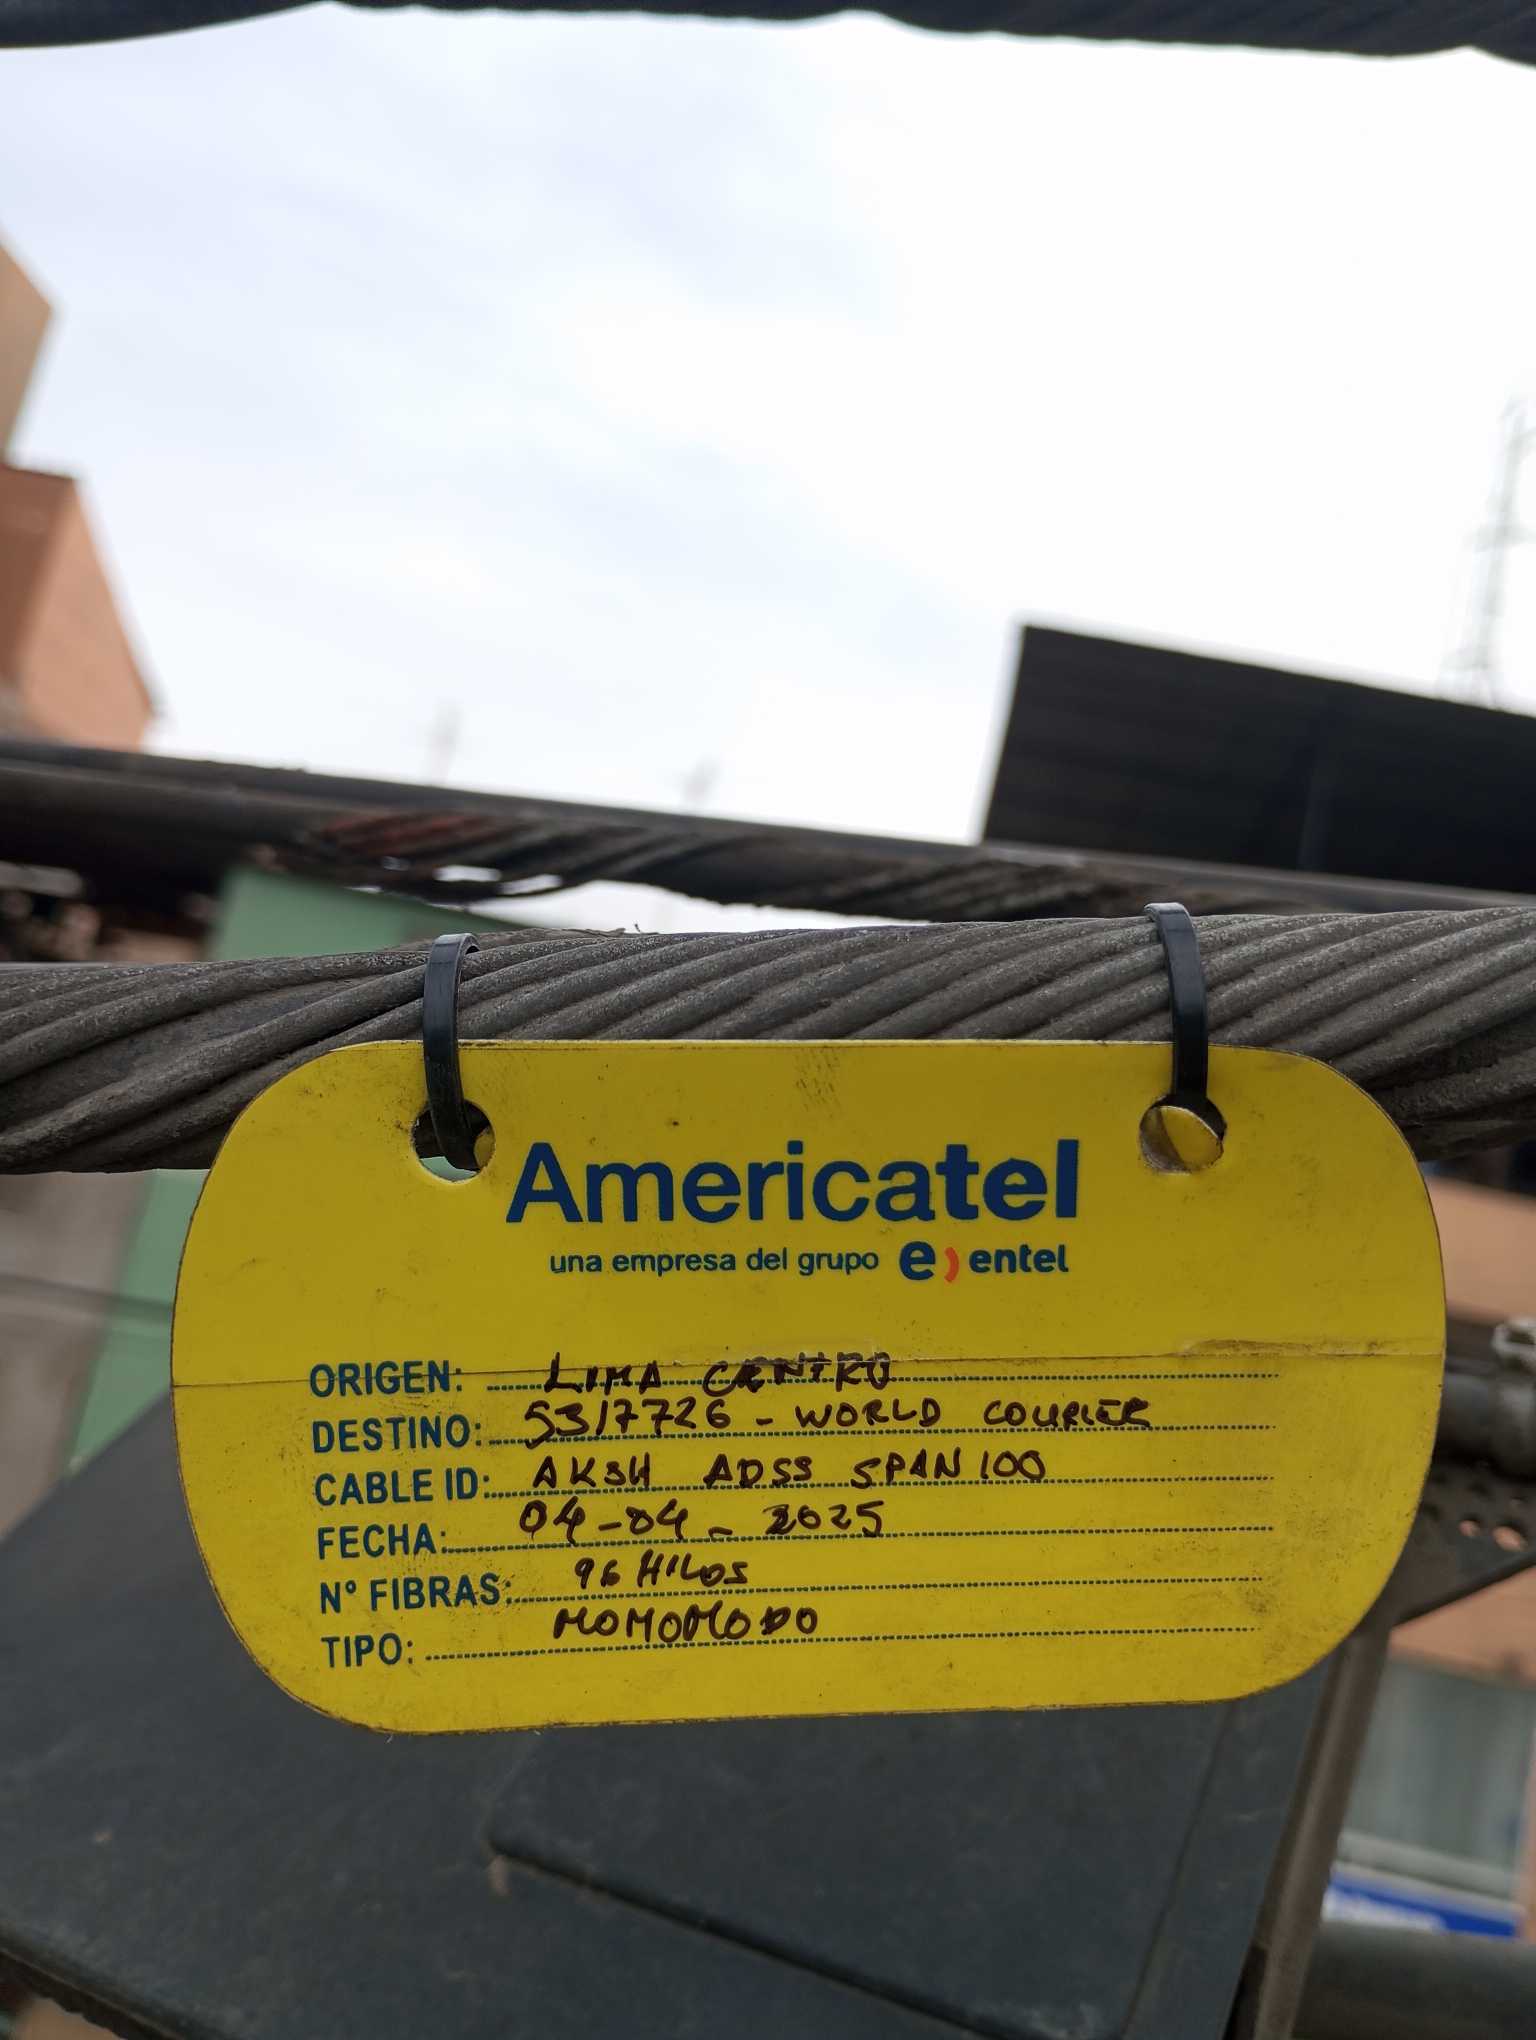 Americatel
una empresa del grupo e) entel
ORIGEN: LIMA CENTRO
DESTINO: 5317726 - WORLD COURIER
CABLE ID: AKSH ADSS SPAN 100
FECHA: 04-04-2025
N° FIBRAS: 96 HILOS
TIPO: MOMOMODO